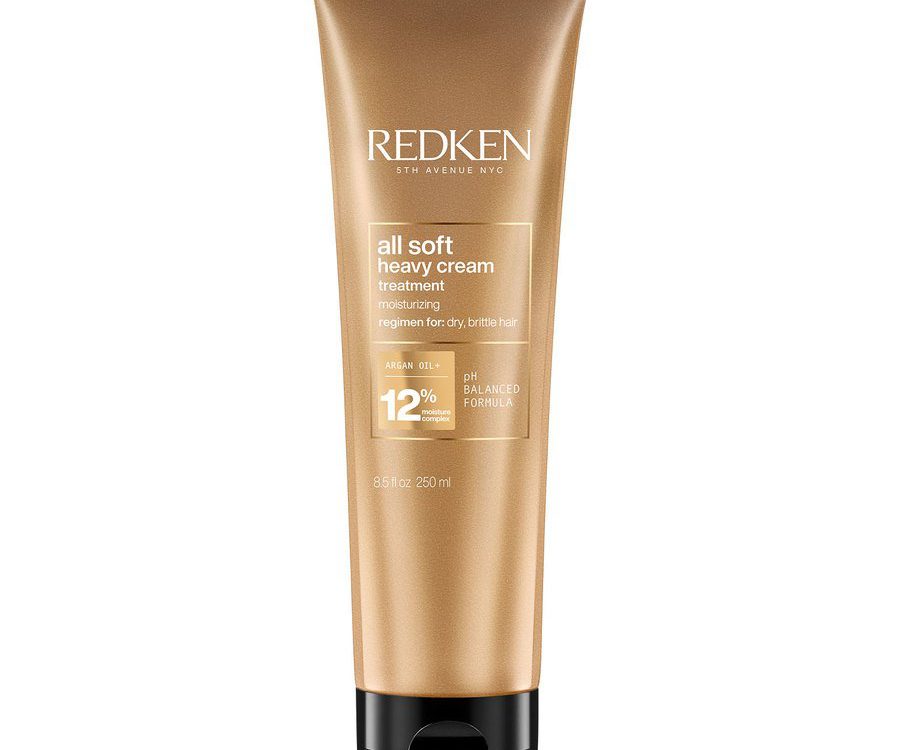 REDKEN
5TH AVENUE NYC
all soft
heavy cream
treatment
moisturizing
regimen for: dry, brittle hair
ARGAN OIL+
12%
moisture
complex
pH
BALANCED
FORMULA
8.5 fl oz 250 ml